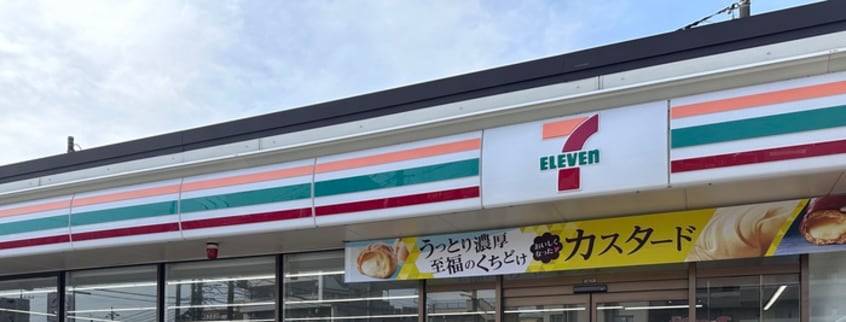 7
ELEVEn
うっとり濃厚
至福のくちどけ
おいしく
なった
カスタード